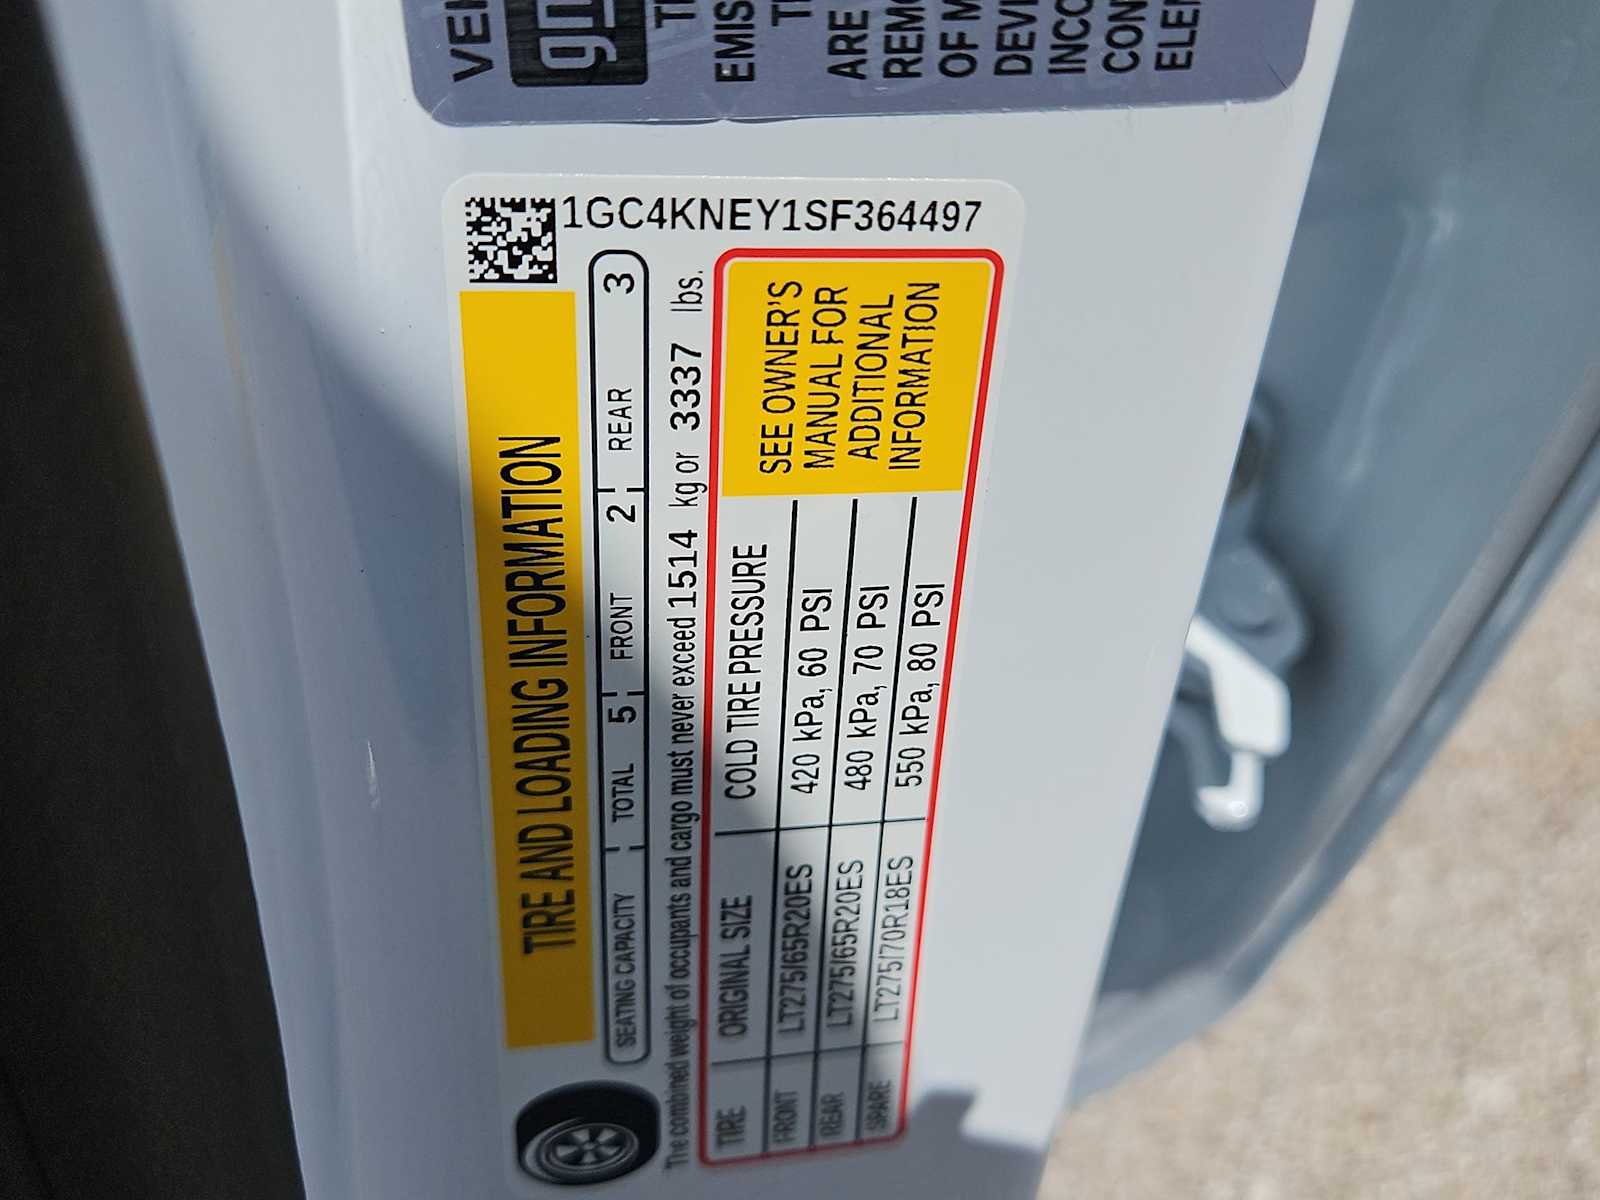 VEH
gm
EMIS
ARE
REMO
OF M
DEVI
INCO
CON
ELEM
1GC4KNEY1SF364497
TIRE AND LOADING INFORMATION
SEATING CAPACITY TOTAL 5 FRONT 2 REAR 3
The combined weight of occupants and cargo must never exceed 1514 kg or 3337 lbs.
TIRE ORIGINAL SIZE COLD TIRE PRESSURE
FRONT LT275/65R20ES 420 kPa, 60 PSI
REAR LT275/65R20ES 480 kPa, 70 PSI
SPARE LT275/70R18ES 550 kPa, 80 PSI
SEE OWNER'S
MANUAL FOR
ADDITIONAL
INFORMATION